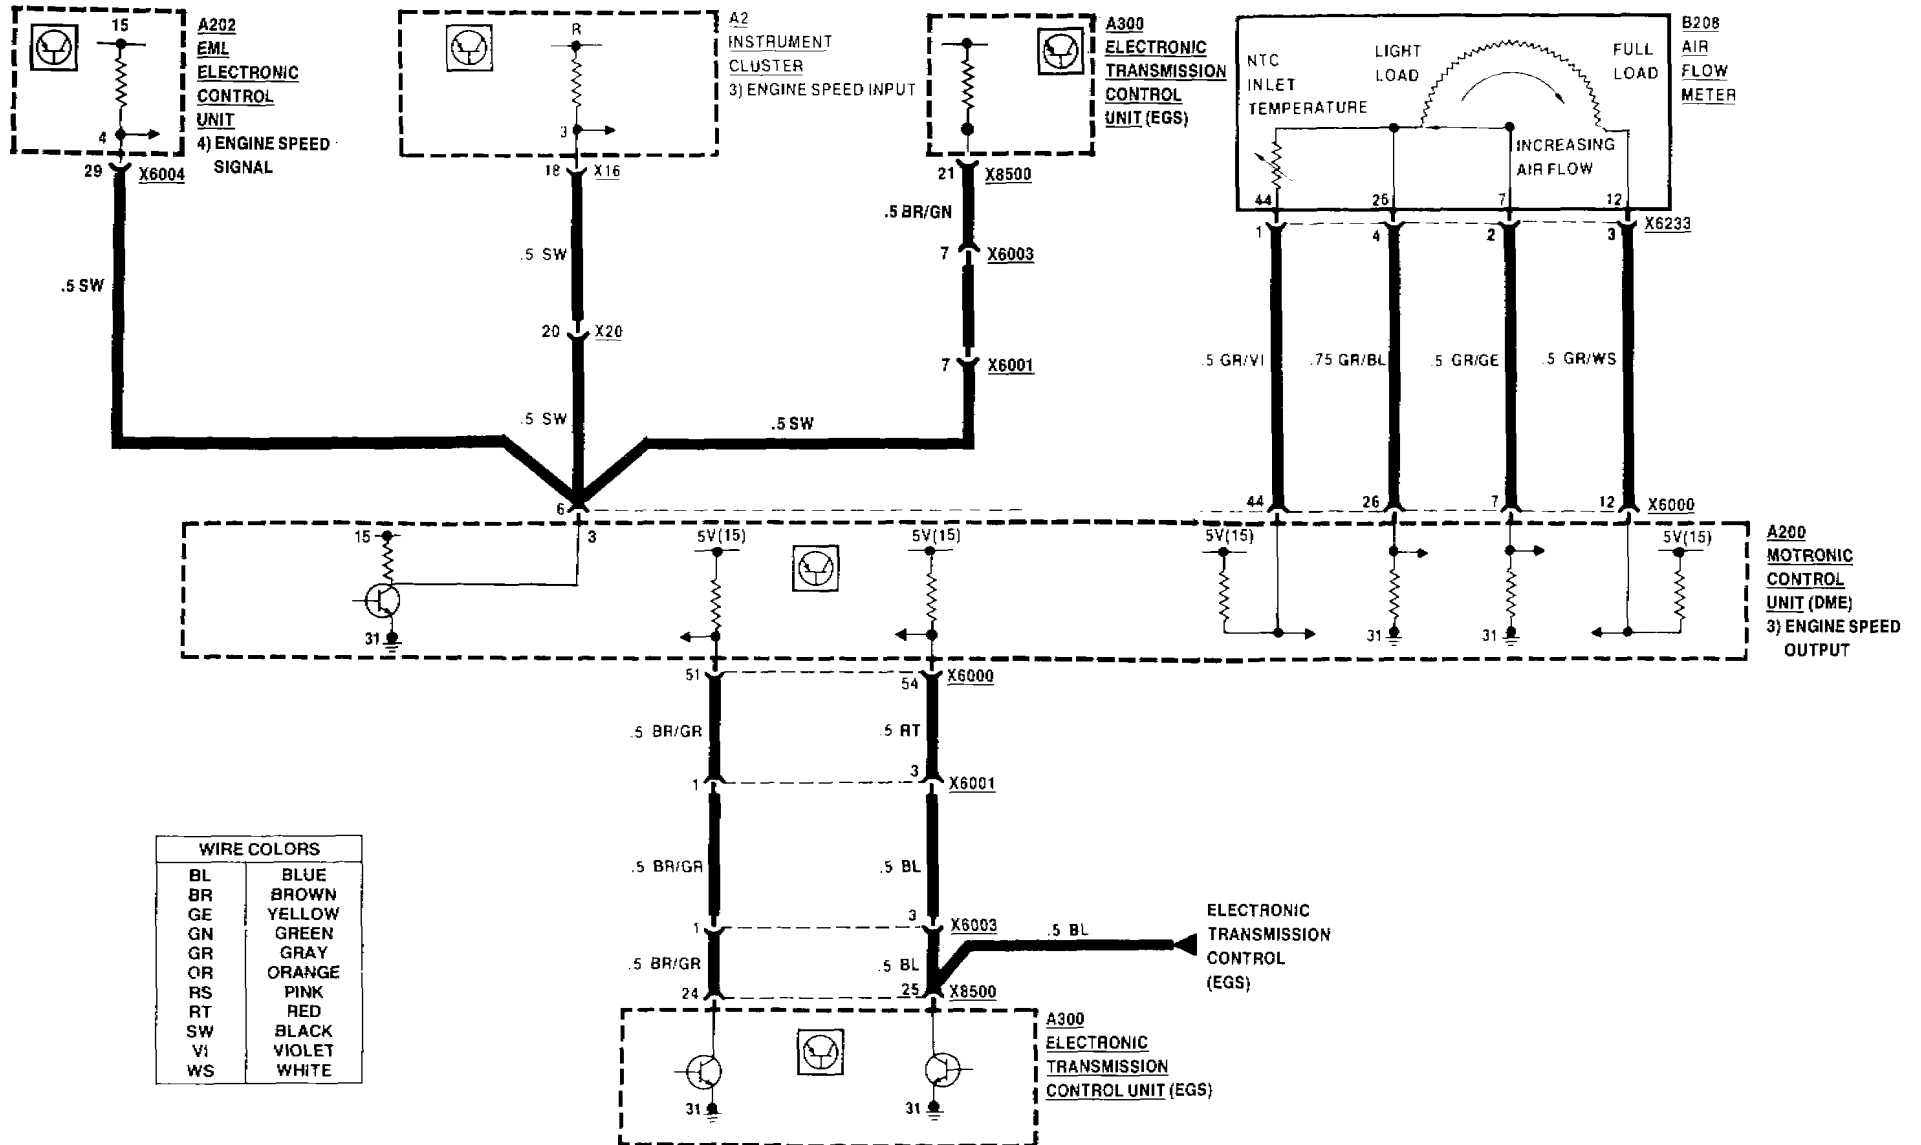 15
A202
EML
ELECTRONIC
CONTROL
UNIT
4) ENGINE SPEED
SIGNAL
4
29
X6004
.5 SW
R
A2
INSTRUMENT
CLUSTER
3) ENGINE SPEED INPUT
3
18
X16
.5 SW
20
X20
.5 SW
A300
ELECTRONIC
TRANSMISSION
CONTROL
UNIT (EGS)
21
X8500
.5 BR/GN
7
X6003
7
X6001
.5 SW
B208
AIR
FLOW
METER
NTC
INLET
TEMPERATURE
LIGHT
LOAD
FULL
LOAD
INCREASING
AIR FLOW
44
26
7
12
1
4
2
3
X6233
.5 GR/VI
.75 GR/BL
.5 GR/GE
.5 GR/WS
6
44
26
7
12
X6000
15
3
5V(15)
5V(15)
5V(15)
5V(15)
31
31
31
A200
MOTRONIC
CONTROL
UNIT (DME)
3) ENGINE SPEED
OUTPUT
51
54
X6000
.5 BR/GR
.5 RT
1
3
X6001
.5 BR/GR
.5 BL
1
3
X6003
.5 BL
ELECTRONIC
TRANSMISSION
CONTROL
(EGS)
.5 BR/GR
.5 BL
24
25
X8500
A300
ELECTRONIC
TRANSMISSION
CONTROL UNIT (EGS)
31
31
WIRE COLORS
BL BLUE
BR BROWN
GE YELLOW
GN GREEN
GR GRAY
OR ORANGE
RS PINK
RT RED
SW BLACK
VI VIOLET
WS WHITE